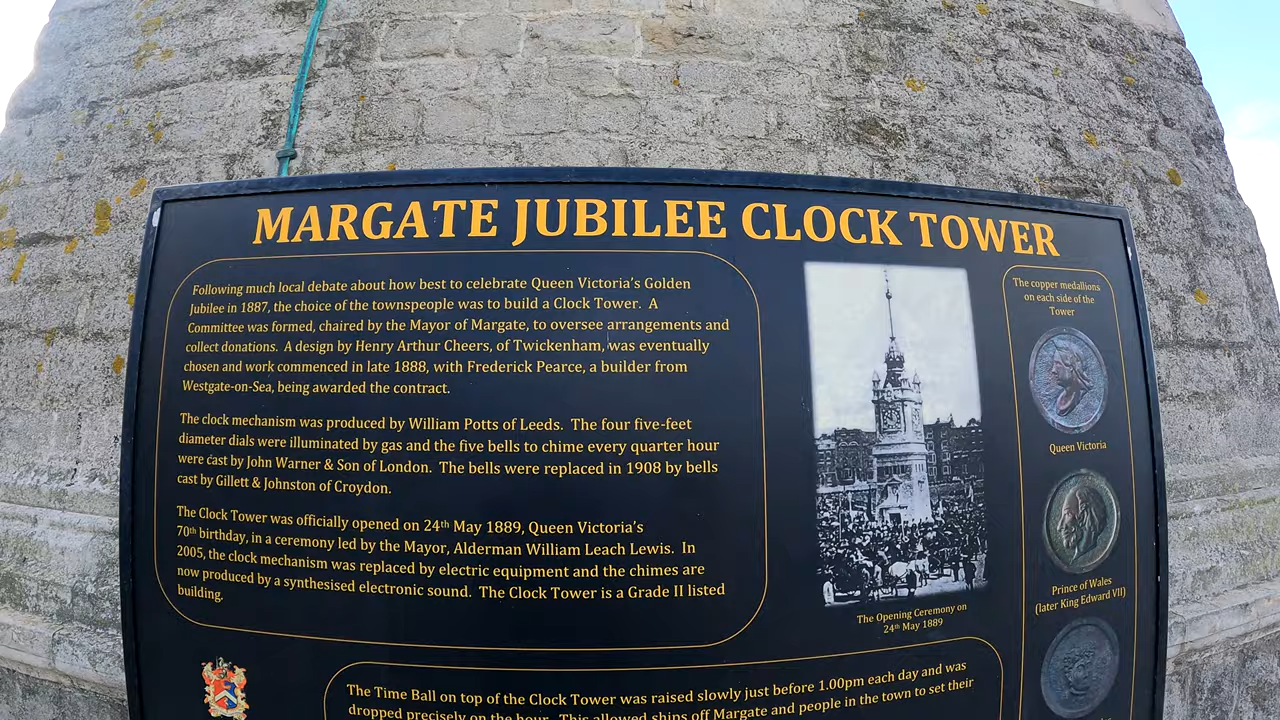 MARGATE JUBILEE CLOCK TOWER
Following much local debate about how best to celebrate Queen Victoria's Golden
Jubilee in 1887, the choice of the townspeople was to build a Clock Tower. A
Committee was formed, chaired by the Mayor of Margate, to oversee arrangements and
collect donations. A design by Henry Arthur Cheers, of Twickenham, was eventually
chosen and work commenced in late 1888, with Frederick Pearce, a builder from
Westgate-on-Sea, being awarded the contract.
The clock mechanism was produced by William Potts of Leeds. The four five-feet
diameter dials were illuminated by gas and the five bells to chime every quarter hour
were cast by John Warner & Son of London. The bells were replaced in 1908 by bells
cast by Gillett & Johnston of Croydon.
The Clock Tower was officially opened on 24th May 1889, Queen Victoria's
70th birthday, in a ceremony led by the Mayor, Alderman William Leach Lewis. In
2005, the clock mechanism was replaced by electric equipment and the chimes are
now produced by a synthesised electronic sound. The Clock Tower is a Grade II listed
building.
The Opening Ceremony on
24th May 1889
The copper medallions
on each side of the
Tower
Queen Victoria
Prince of Wales
(later King Edward VII)
The Time Ball on top of the Clock Tower was raised slowly just before 1.00pm each day and was
dropped precisely on the hour. This allowed ships off Margate and people in the town to set their